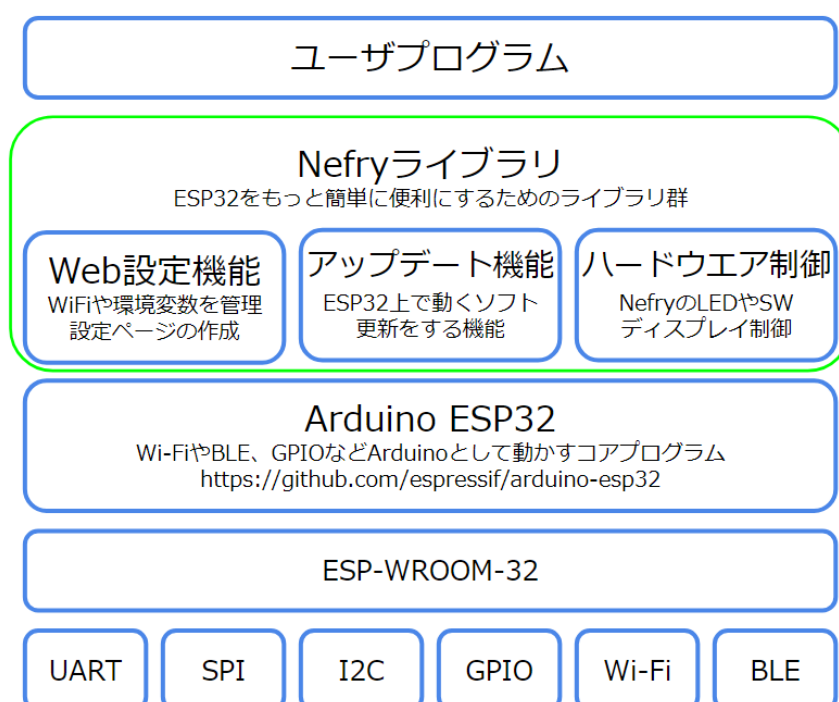 ユーザプログラム
Nefryライブラリ
ESP32をもっと簡単に便利にするためのライブラリ群
Web設定機能
WiFiや環境変数を管理
設定ページの作成
アップデート機能
ESP32上で動くソフト
更新をする機能
ハードウエア制御
NefryのLEDやSW
ディスプレイ制御
Arduino ESP32
Wi-FiやBLE、GPIOなどArduinoとして動かすコアプログラム
https://github.com/espressif/arduino-esp32
ESP-WROOM-32
UART
SPI
I2C
GPIO
Wi-Fi
BLE